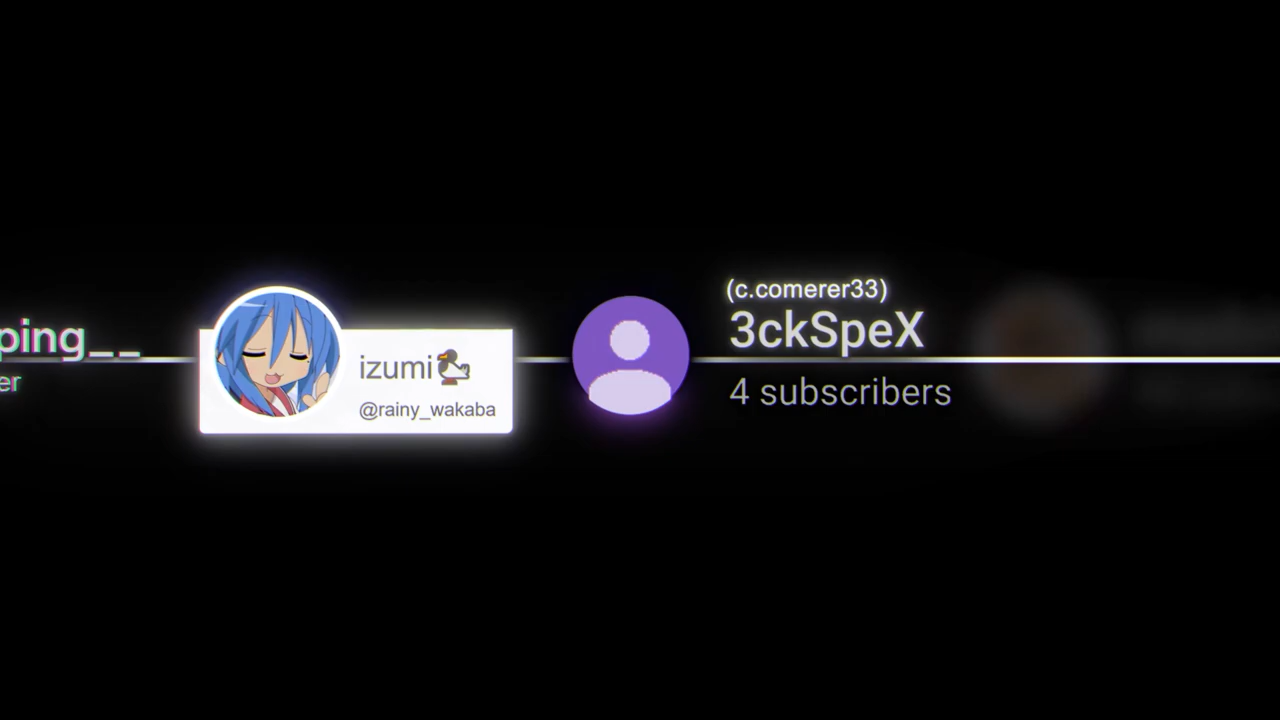 ping__
er
izumi🦆
@rainy_wakaba
(c.comerer33)
3ckSpeX
4 subscribers